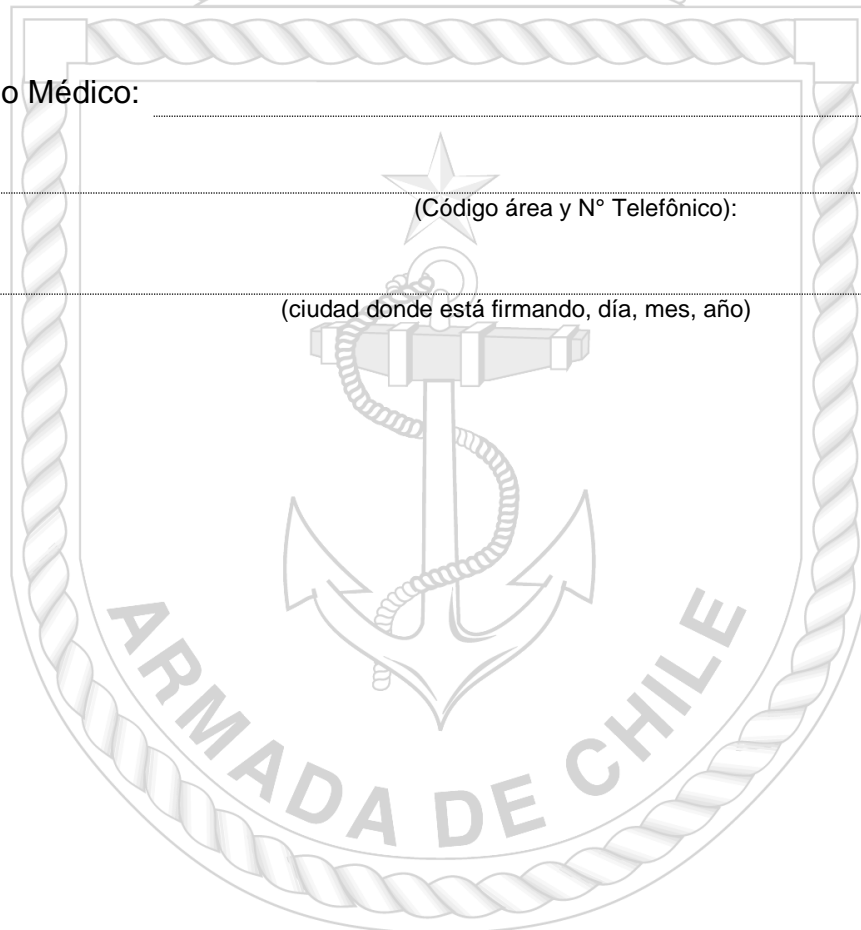 o Médico:
(Código área y N° Telefônico):
(ciudad donde está firmando, día, mes, año)
ARMADA DE CHILE